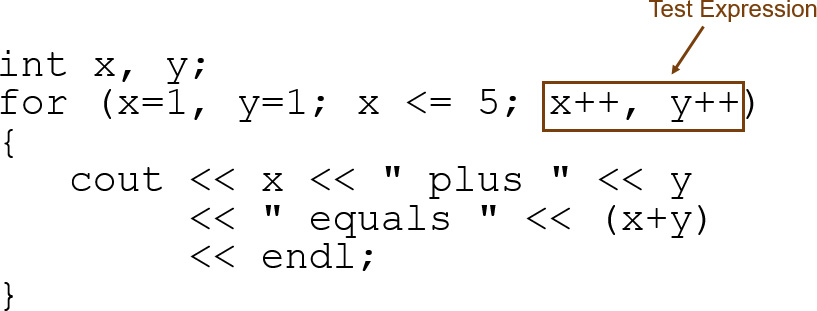 Test Expression
int x, y;
for (x=1, y=1; x <= 5; x++, y++)
{
    cout << x << " plus " << y
         << " equals " << (x+y)
         << endl;
}